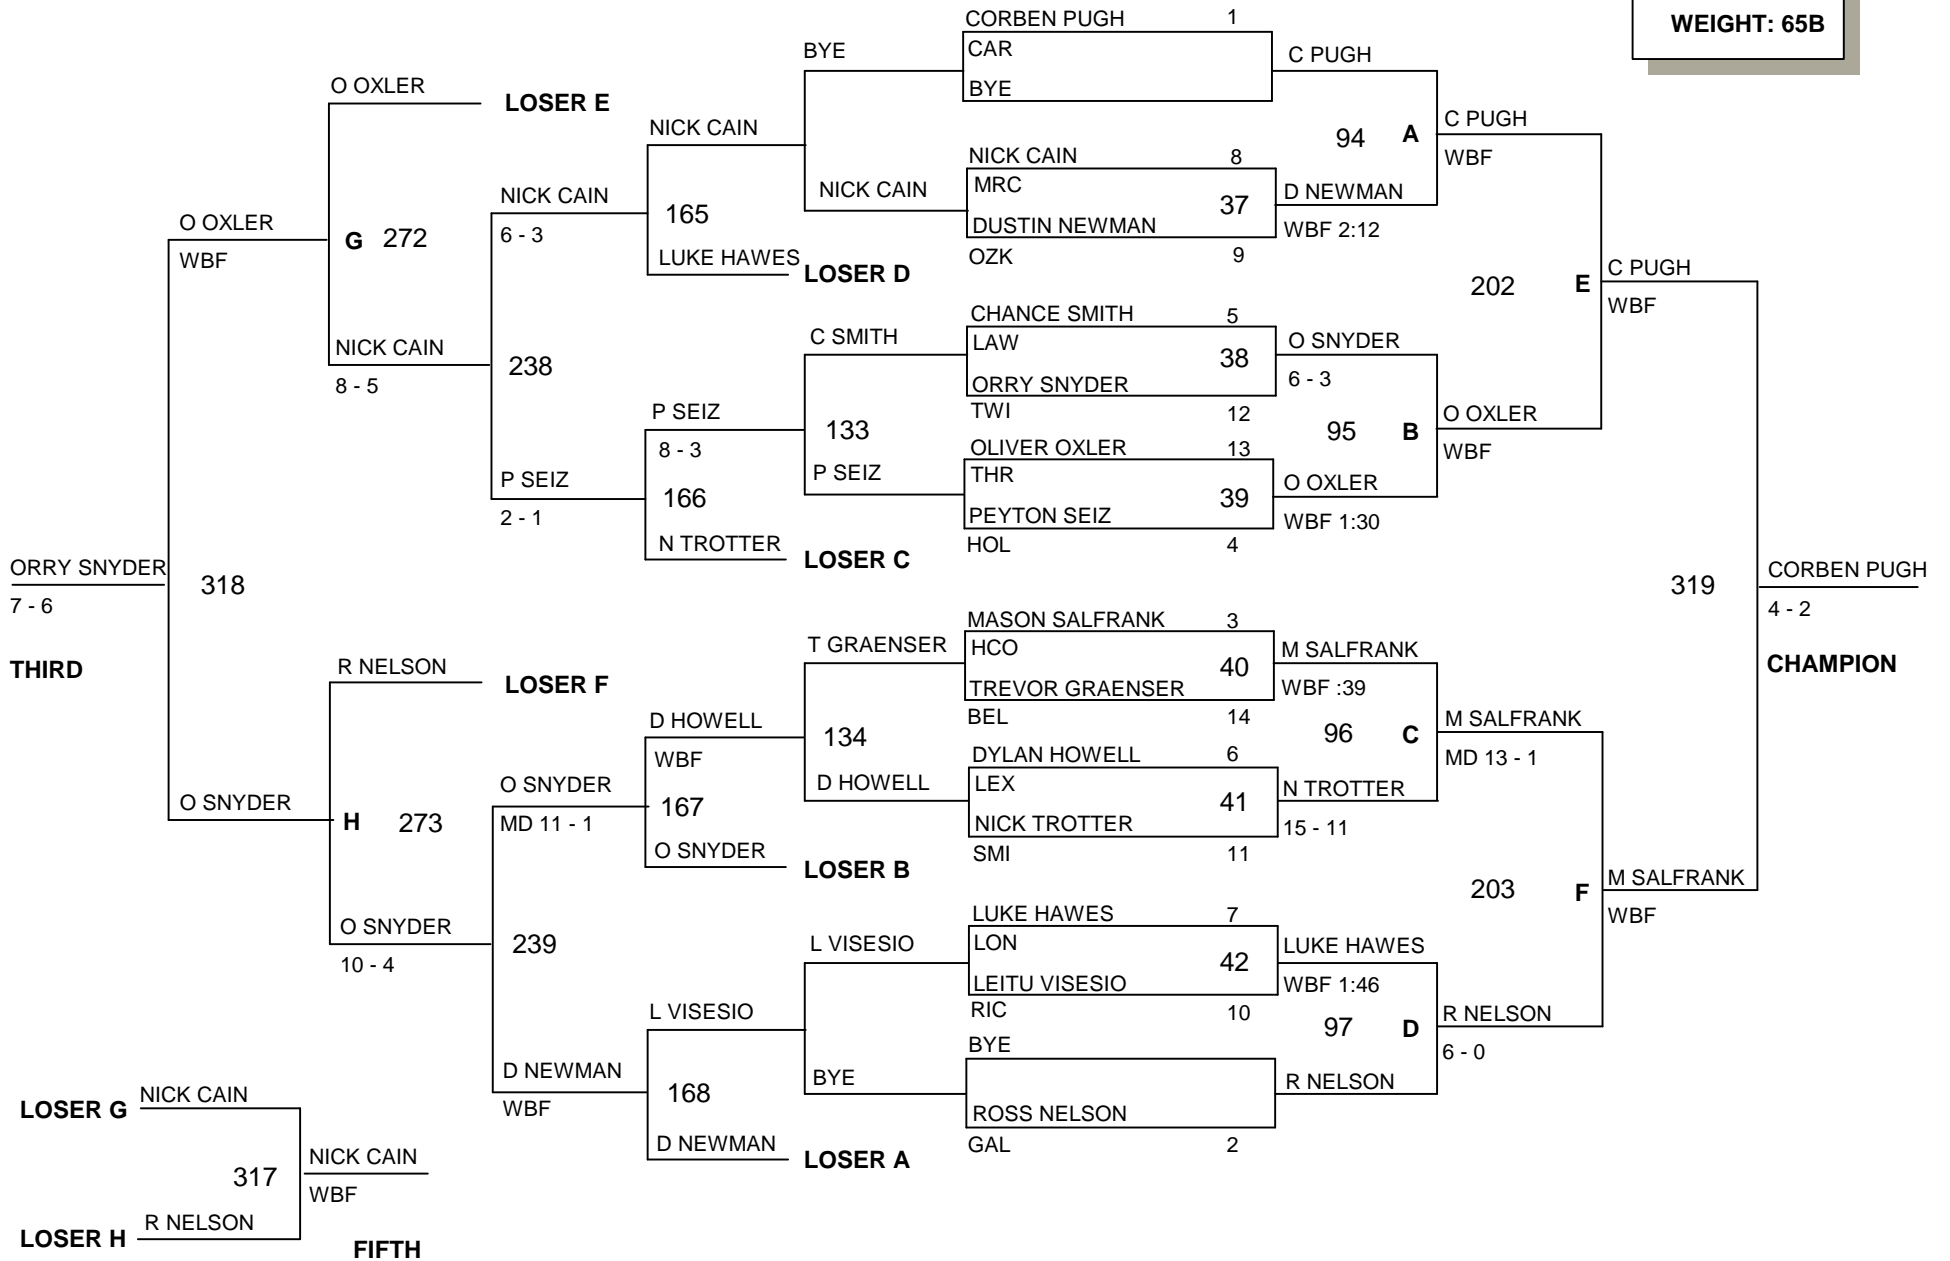 WEIGHT: 65B
CORBEN PUGH 1
CAR
BYE
C PUGH
BYE
NICK CAIN 8
MRC
37
DUSTIN NEWMAN
OZK 9
NICK CAIN
D NEWMAN
WBF 2:12
94 A
C PUGH
WBF
CHANCE SMITH 5
LAW
38
ORRY SNYDER
TWI 12
C SMITH
O SNYDER
6 - 3
OLIVER OXLER 13
THR
39
PEYTON SEIZ
HOL 4
P SEIZ
O OXLER
WBF 1:30
95 B
O OXLER
WBF
202 E
C PUGH
WBF
MASON SALFRANK 3
HCO
40
TREVOR GRAENSER
BEL 14
T GRAENSER
M SALFRANK
WBF :39
DYLAN HOWELL 6
LEX
41
NICK TROTTER
SMI 11
D HOWELL
N TROTTER
15 - 11
96 C
M SALFRANK
MD 13 - 1
LUKE HAWES 7
LON
42
LEITU VISESIO
RIC 10
L VISESIO
LUKE HAWES
WBF 1:46
BYE
ROSS NELSON
GAL 2
BYE
R NELSON
97 D
R NELSON
6 - 0
203 F
M SALFRANK
WBF
319
CORBEN PUGH
4 - 2
CHAMPION
NICK CAIN
165
LUKE HAWES
LOSER D
NICK CAIN
6 - 3
133
P SEIZ
8 - 3
166
N TROTTER
LOSER C
P SEIZ
2 - 1
238
NICK CAIN
8 - 5
O OXLER
LOSER E
G 272
O OXLER
WBF
134
D HOWELL
WBF
167
O SNYDER
LOSER B
O SNYDER
MD 11 - 1
L VISESIO
168
D NEWMAN
LOSER A
D NEWMAN
WBF
239
O SNYDER
10 - 4
R NELSON
LOSER F
H 273
O SNYDER
318
ORRY SNYDER
7 - 6
THIRD
LOSER G NICK CAIN
317
LOSER H R NELSON
NICK CAIN
WBF
FIFTH